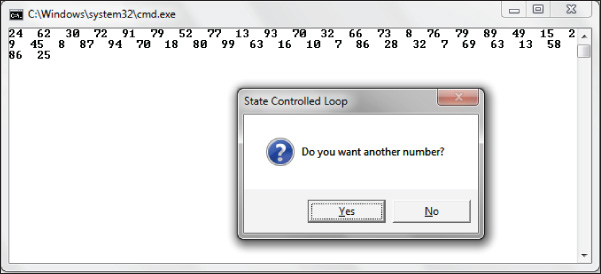 C:\Windows\system32\cmd.exe
24 62 30 72 91 79 52 77 13 93 70 32 66 73 8 76 79 89 49 15 2
9 45 8 87 94 70 18 80 99 63 16 10 7 86 28 32 7 69 63 13 58
86 25
State Controlled Loop
Do you want another number?
Yes No